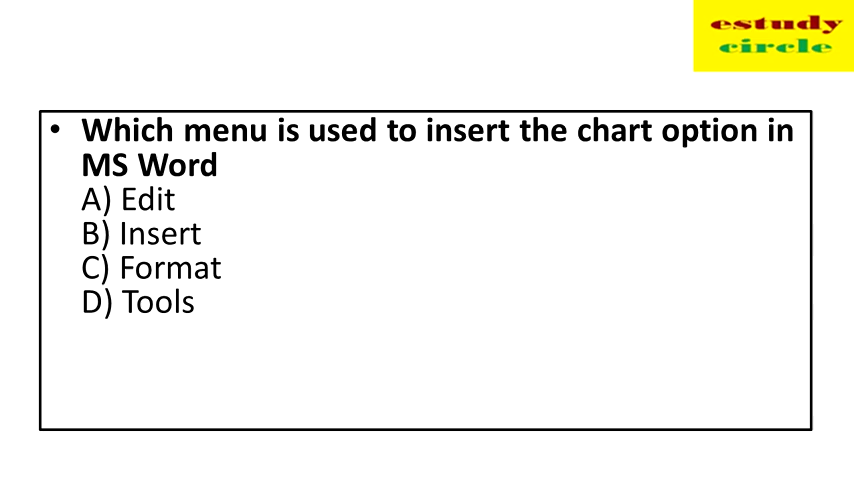 estudy
circle
• Which menu is used to insert the chart option in
MS Word
A) Edit
B) Insert
C) Format
D) Tools